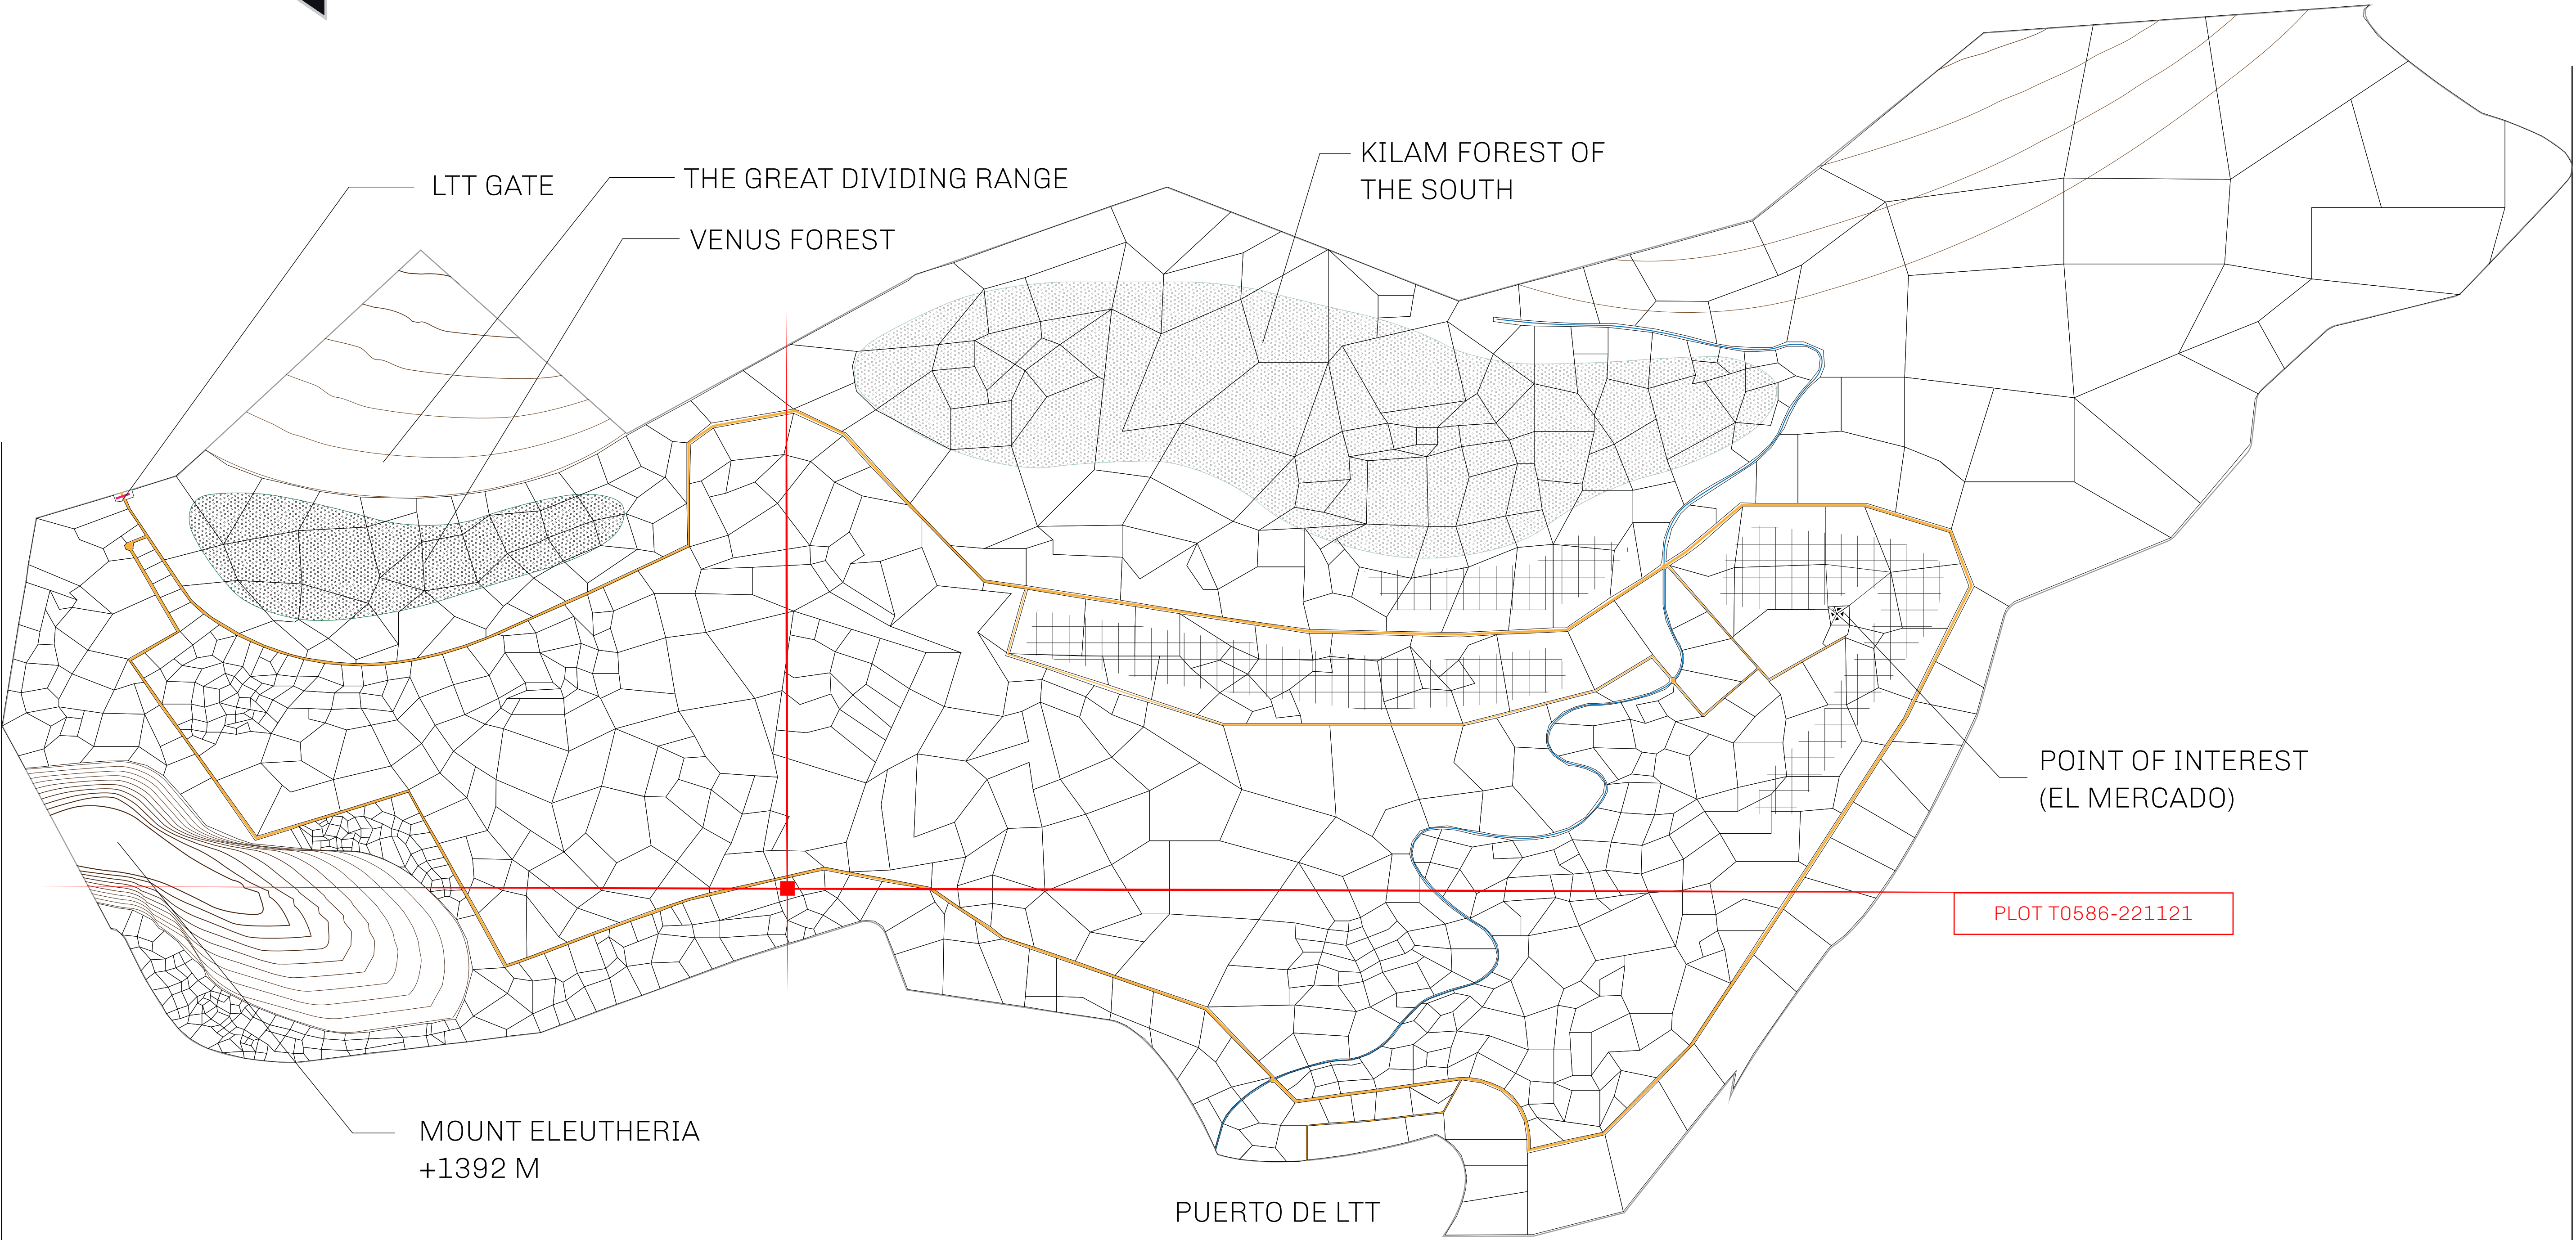 KILAM FOREST OF
THE SOUTH
LTT GATE
THE GREAT DIVIDING RANGE
VENUS FOREST
POINT OF INTEREST
(EL MERCADO)
PLOT T0586-221121
MOUNT ELEUTHERIA
+1392 M
PUERTO DE LTT